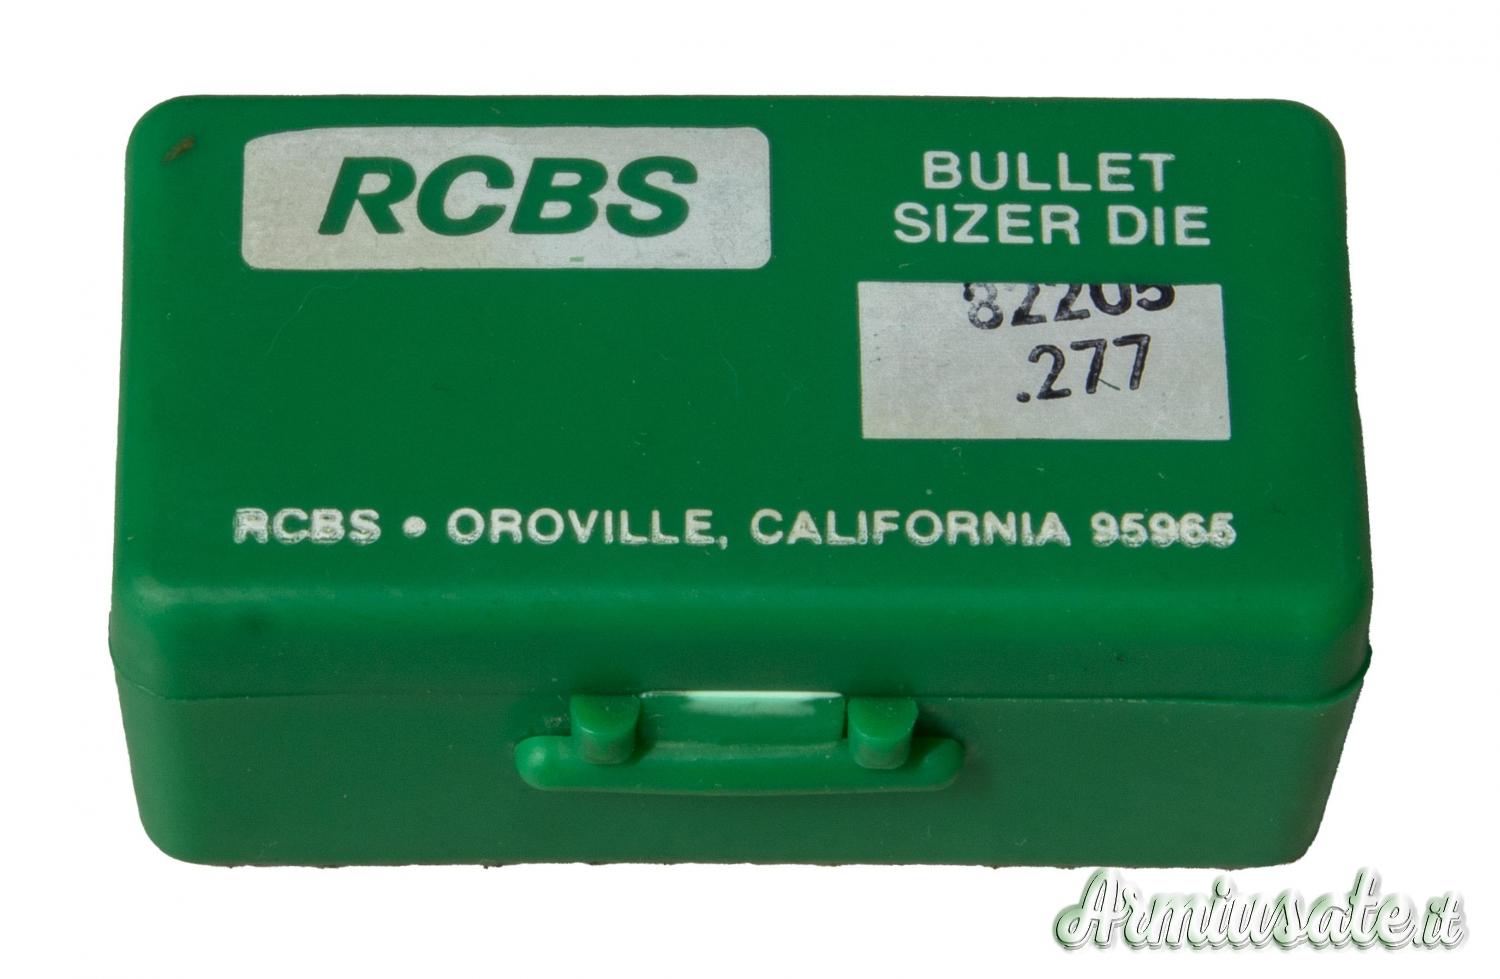 RCBS
BULLET
SIZER DIE
82205
.277
RCBS • OROVILLE, CALIFORNIA 95965
Armiusate.it